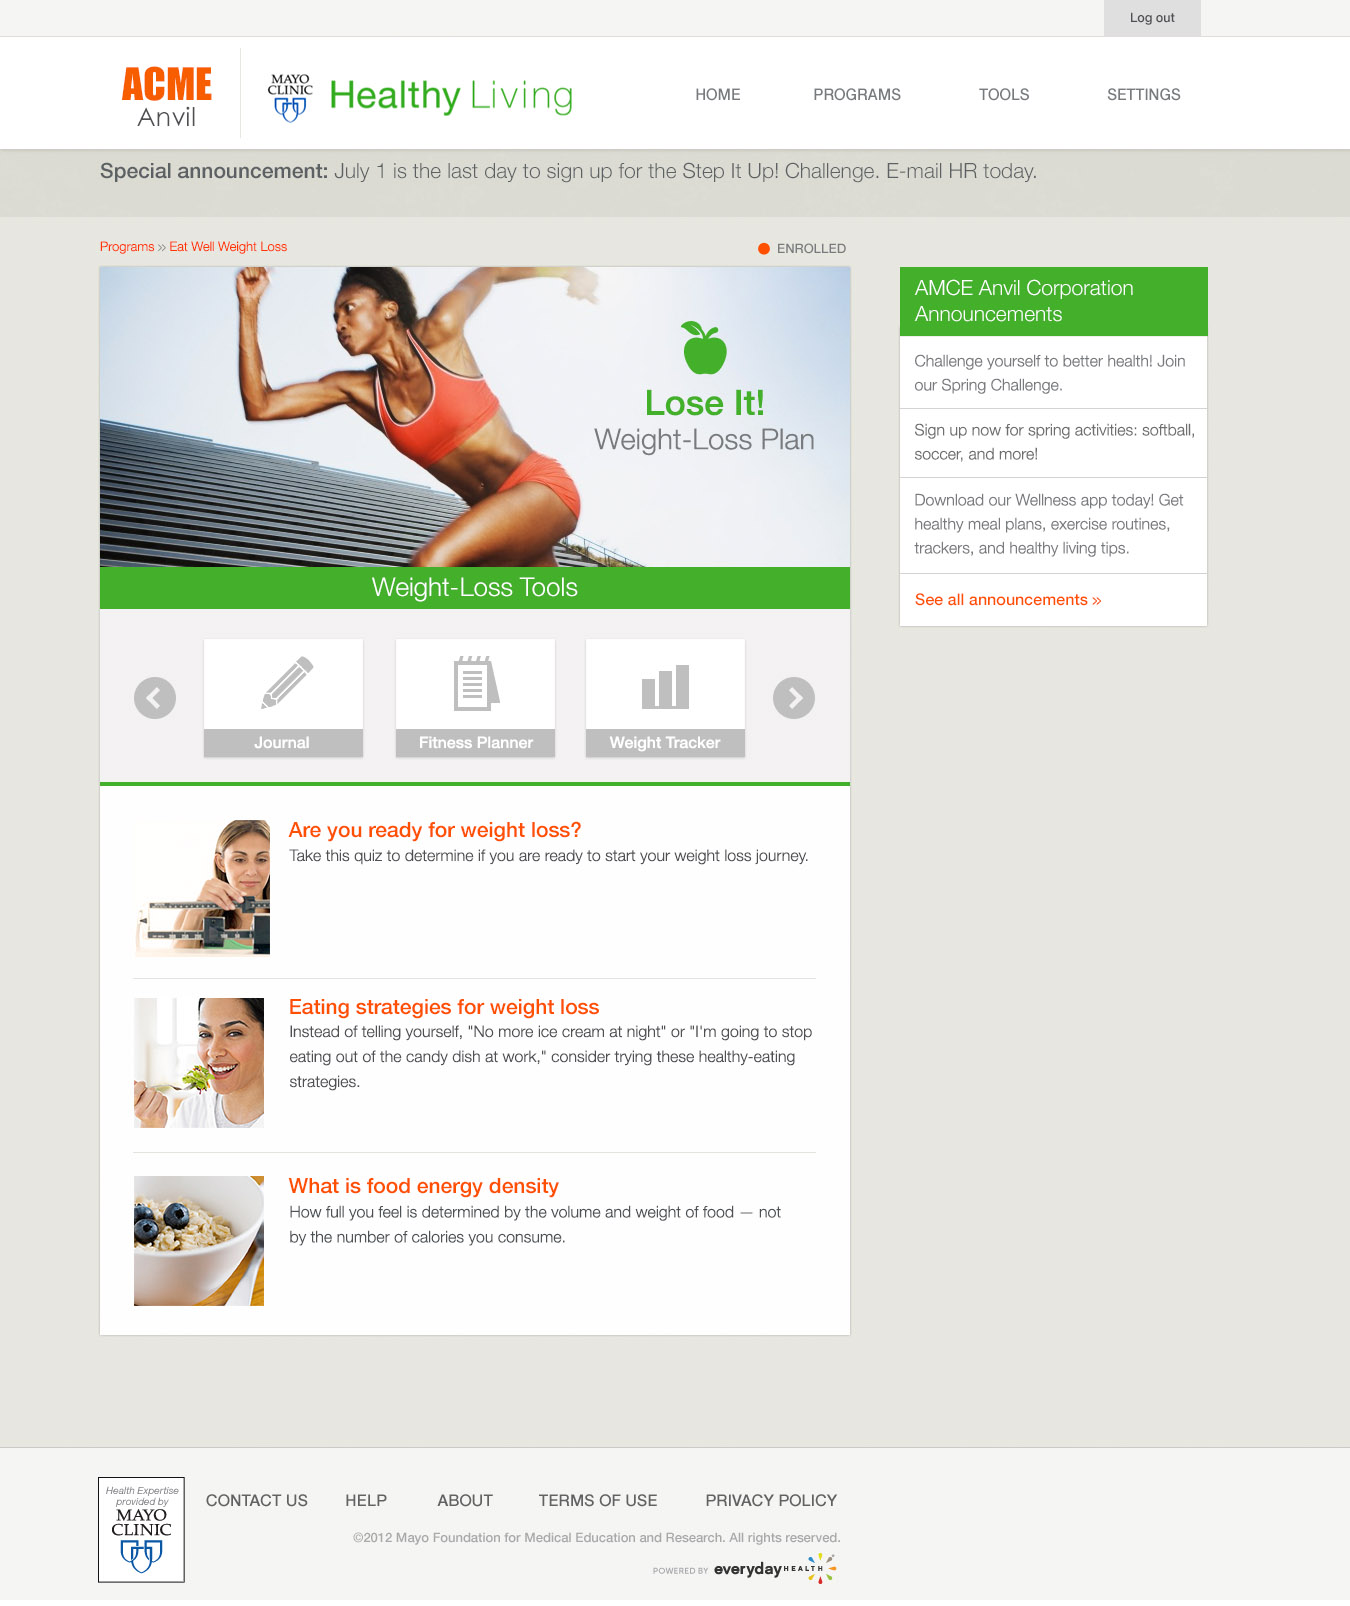 Log out
ACME
Anvil
MAYO
CLINIC
Healthy Living
HOME
PROGRAMS
TOOLS
SETTINGS
Special announcement: July 1 is the last day to sign up for the Step It Up! Challenge. E-mail HR today.
Programs » Eat Well Weight Loss
ENROLLED
Lose It!
Weight-Loss Plan
Weight-Loss Tools
Journal
Fitness Planner
Weight Tracker
Are you ready for weight loss?
Take this quiz to determine if you are ready to start your weight loss journey.
Eating strategies for weight loss
Instead of telling yourself, "No more ice cream at night" or "I'm going to stop
eating out of the candy dish at work," consider trying these healthy-eating
strategies.
What is food energy density
How full you feel is determined by the volume and weight of food — not
by the number of calories you consume.
AMCE Anvil Corporation
Announcements
Challenge yourself to better health! Join
our Spring Challenge.
Sign up now for spring activities: softball,
soccer, and more!
Download our Wellness app today! Get
healthy meal plans, exercise routines,
trackers, and healthy living tips.
See all announcements »
Health Expertise
provided by
MAYO
CLINIC
CONTACT US
HELP
ABOUT
TERMS OF USE
PRIVACY POLICY
©2012 Mayo Foundation for Medical Education and Research. All rights reserved.
POWERED BY everyday HEALTH